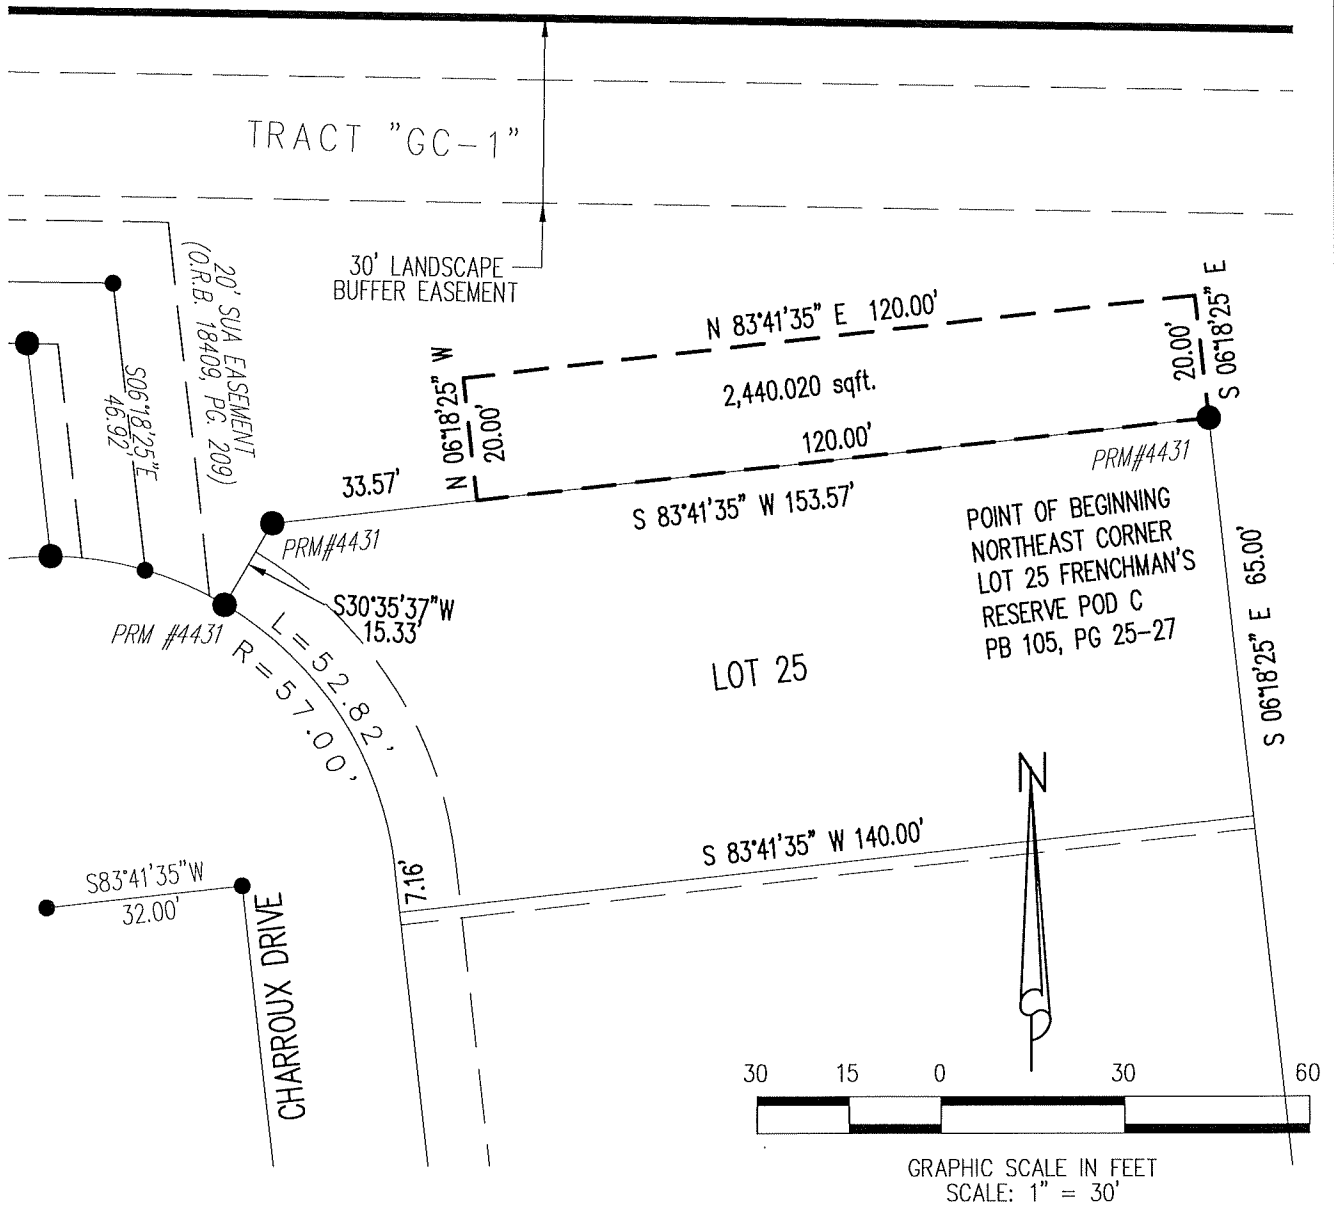 TRACT "GC-1"
30' LANDSCAPE
BUFFER EASEMENT
20' SUA EASEMENT
(O.R.B. 18409, PG. 209)
S06°18'25"E
46.92'
N 06°18'25" W
20.00'
N 83°41'35" E 120.00'
2,440.020 sqft.
120.00'
20.00'
S 06°18'25" E
33.57'
S 83°41'35" W 153.57'
PRM#4431
PRM#4431
PRM #4431
S30°35'37"W
15.33'
L=52.82'
R=57.00'
POINT OF BEGINNING
NORTHEAST CORNER
LOT 25 FRENCHMAN'S
RESERVE POD C
PB 105, PG 25-27
S 06°18'25" E 65.00'
LOT 25
N
S 83°41'35" W 140.00'
7.16'
S83°41'35"W
32.00'
CHARROUX DRIVE
30 15 0 30 60
GRAPHIC SCALE IN FEET
SCALE: 1" = 30'